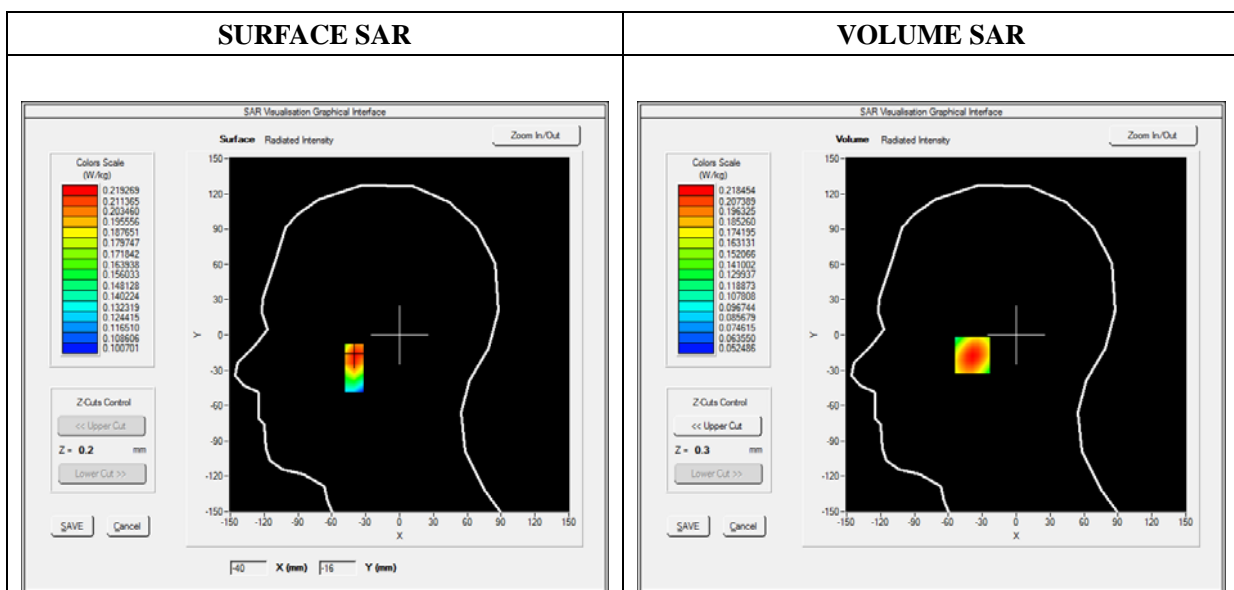 SURFACE SAR
SAR Visualisation Graphical Interface
Surface Radiated Intensity
Zoom In/Out
Colors Scale
(W/kg)
0.219269
0.211365
0.203460
0.195556
0.187651
0.179747
0.171842
0.163938
0.156033
0.148128
0.140224
0.132319
0.124415
0.116510
0.108606
0.100701
Z-Cuts Control
<< Upper Cut
Z = 0.2 mm
Lower Cut >>
SAVE Cancel
150
120
90
60
30
0
-30
-60
-90
-120
-150
Y
-150 -120 -90 -60 -30 0 30 60 90 120 150
X
-40 X (mm) -16 Y (mm)
VOLUME SAR
SAR Visualisation Graphical Interface
Volume Radiated Intensity
Zoom In/Out
Colors Scale
(W/kg)
0.218454
0.207389
0.196325
0.185260
0.174195
0.163131
0.152066
0.141002
0.129937
0.118873
0.107808
0.096744
0.085679
0.074615
0.063550
0.052486
Z-Cuts Control
<< Upper Cut
Z = 0.3 mm
Lower Cut >>
SAVE Cancel
150
120
90
60
30
0
-30
-60
-90
-120
-150
Y
-150 -120 -90 -60 -30 0 30 60 90 120 150
X